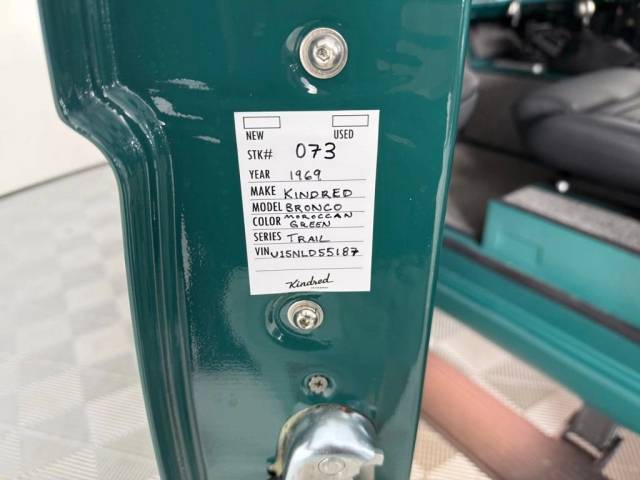 NEW USED
STK# 073
YEAR 1969
MAKE KINDRED
MODEL BRONCO
COLOR MOROCCAN GREEN
SERIES TRAIL
VIN U15NLD55187
Kindred